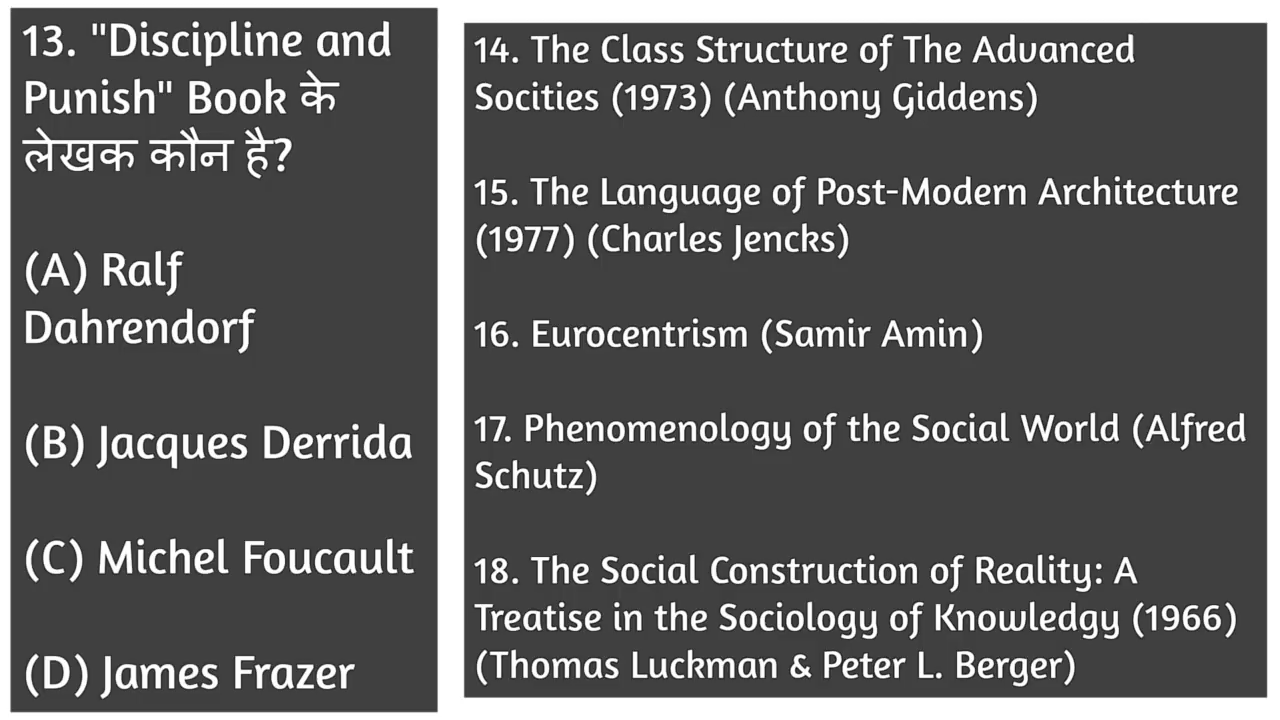 13. "Discipline and
Punish" Book के
लेखक कौन है?
(A) Ralf
Dahrendorf
(B) Jacques Derrida
(C) Michel Foucault
(D) James Frazer
14. The Class Structure of The Advanced
Socities (1973) (Anthony Giddens)
15. The Language of Post-Modern Architecture
(1977) (Charles Jencks)
16. Eurocentrism (Samir Amin)
17. Phenomenology of the Social World (Alfred
Schutz)
18. The Social Construction of Reality: A
Treatise in the Sociology of Knowledgy (1966)
(Thomas Luckman & Peter L. Berger)